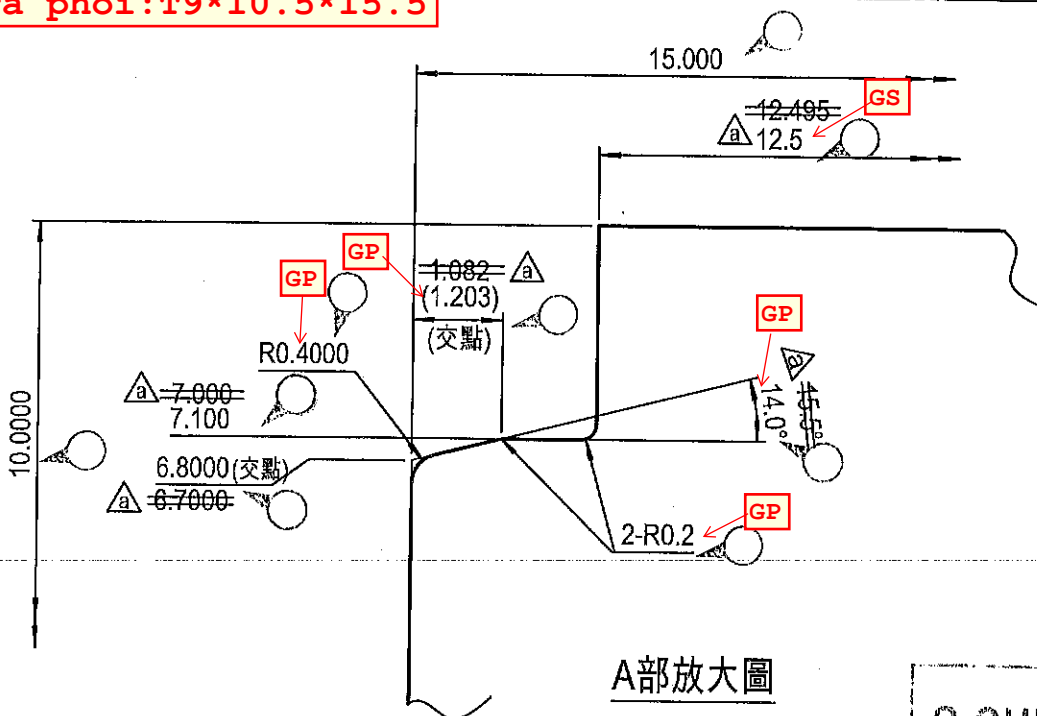 phoi:T9*10.5*15.5
15.000
12.495
GS
a 12.5
GP
GP
1.082 a
(1.203)
(交點)
GP
R0.4000
a 7.000
7.100
a 15.5°
14.0°
10.0000
6.8000(交點)
a 6.7000
2-R0.2
GP
A部放大圖